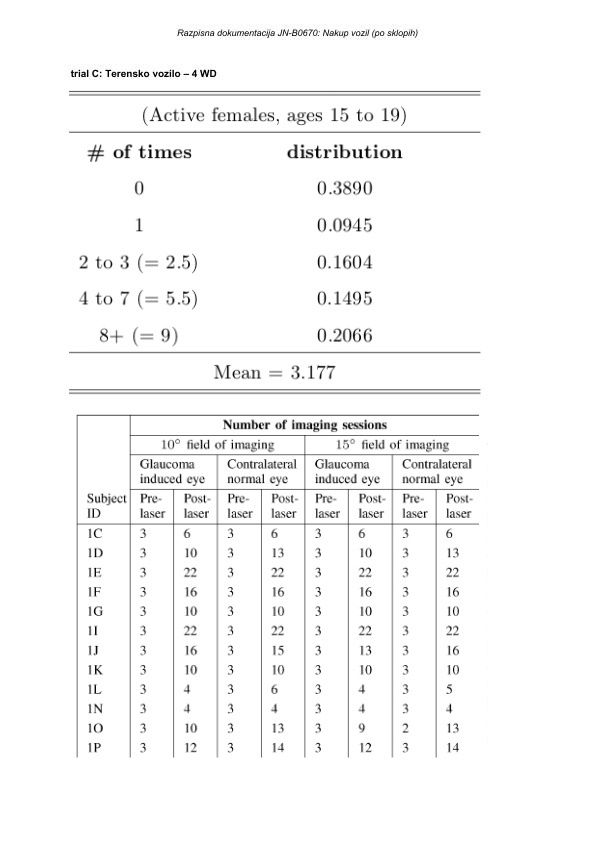 Razpisna dokumentacija JN-B0670: Nakup vozil (po sklopih)
trial C: Terensko vozilo – 4 WD
(Active females, ages 15 to 19)
# of times distribution
0 0.3890
1 0.0945
2 to 3 (= 2.5) 0.1604
4 to 7 (= 5.5) 0.1495
8+ (= 9) 0.2066
Mean = 3.177
Number of imaging sessions
10° field of imaging 15° field of imaging
Glaucoma Contralateral Glaucoma Contralateral
induced eye normal eye induced eye normal eye
Subject Pre- Post- Pre- Post- Pre- Post- Pre- Post-
ID laser laser laser laser laser laser laser laser
1C 3 6 3 6 3 6 3 6
1D 3 10 3 13 3 10 3 13
1E 3 22 3 22 3 22 3 22
1F 3 16 3 16 3 16 3 16
1G 3 10 3 10 3 10 3 10
1I 3 22 3 22 3 22 3 22
1J 3 16 3 15 3 13 3 16
1K 3 10 3 10 3 10 3 10
1L 3 4 3 6 3 4 3 5
1N 3 4 3 4 3 4 3 4
1O 3 10 3 13 3 9 2 13
1P 3 12 3 14 3 12 3 14